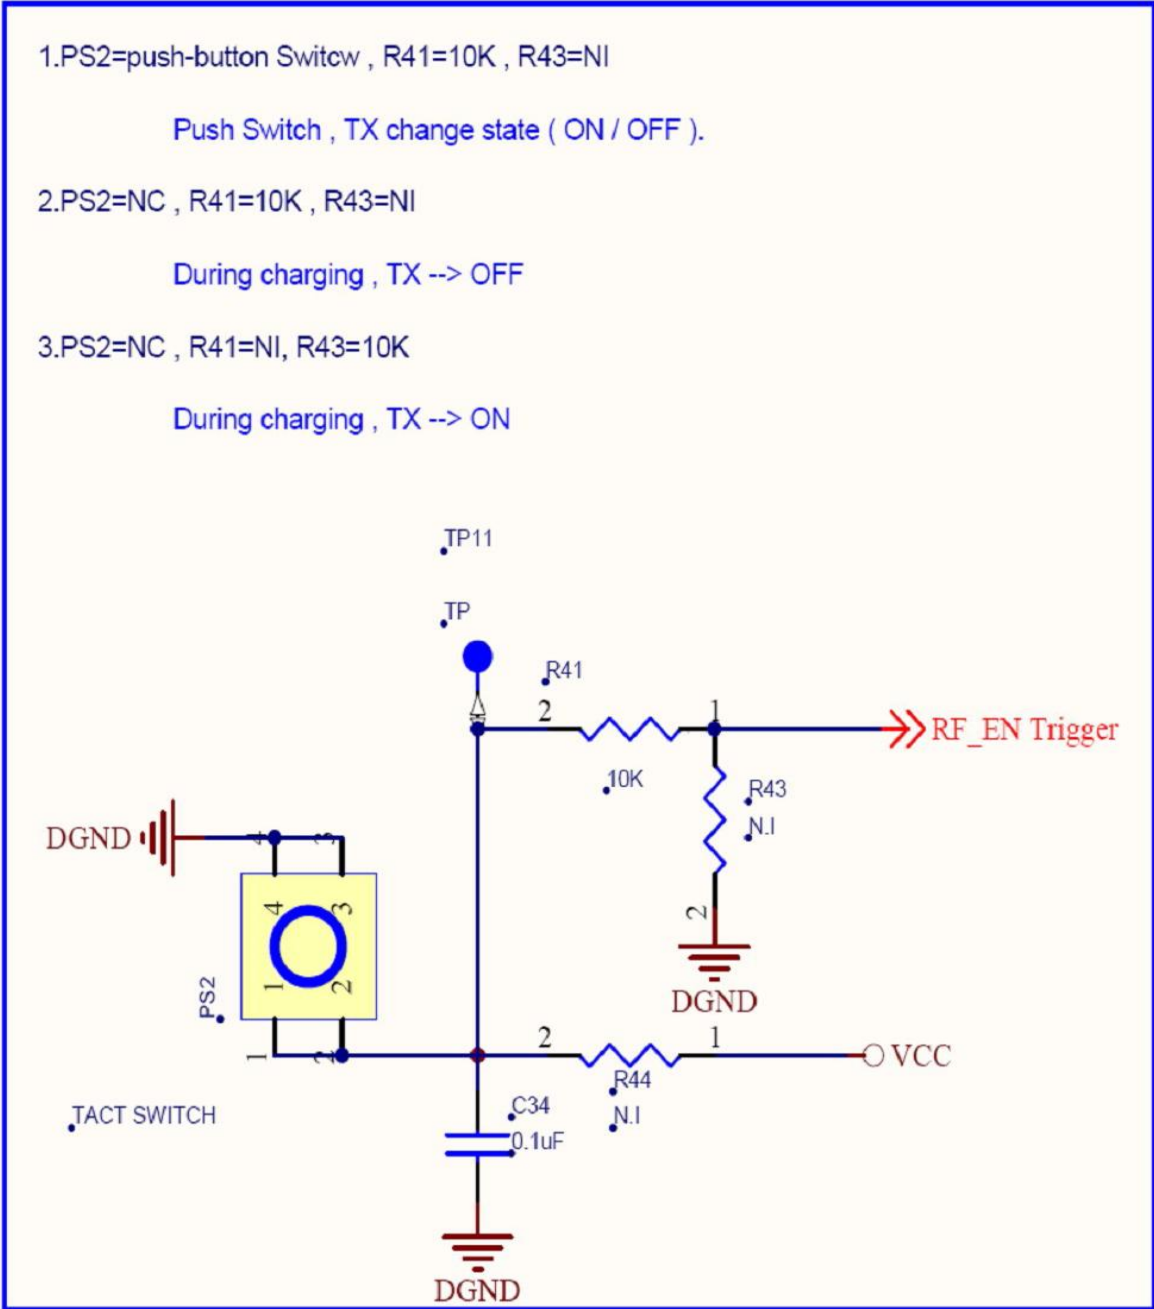 1.PS2=push-button Switcw , R41=10K , R43=NI
Push Switch , TX change state ( ON / OFF ).
2.PS2=NC , R41=10K , R43=NI
During charging , TX --> OFF
3.PS2=NC , R41=NI, R43=10K
During charging , TX --> ON
TP11
TP
R41
2
1
RF_EN Trigger
10K
R43
N.I
DGND
4
3
4
3
2
DGND
1
2
PS2
1
2
2
1
VCC
R44
N.I
C34
0.1uF
TACT SWITCH
DGND